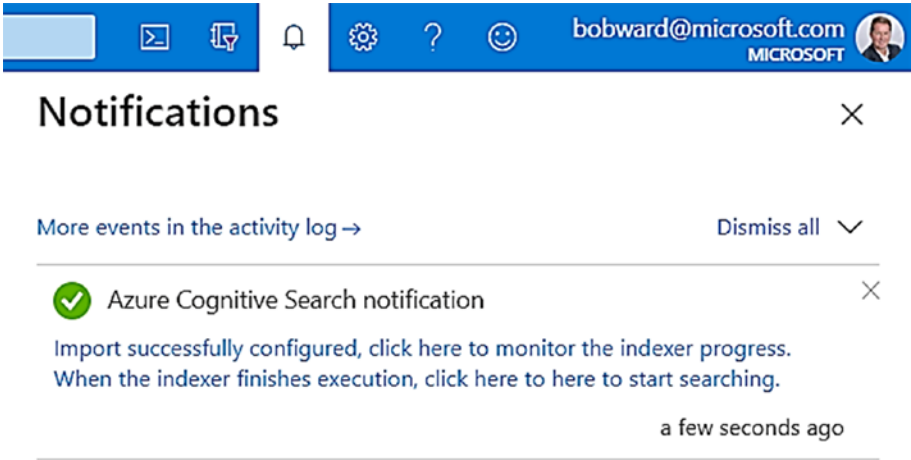 bobward@microsoft.com
MICROSOFT
Notifications
More events in the activity log →
Dismiss all
Azure Cognitive Search notification
Import successfully configured, click here to monitor the indexer progress.
When the indexer finishes execution, click here to here to start searching.
a few seconds ago